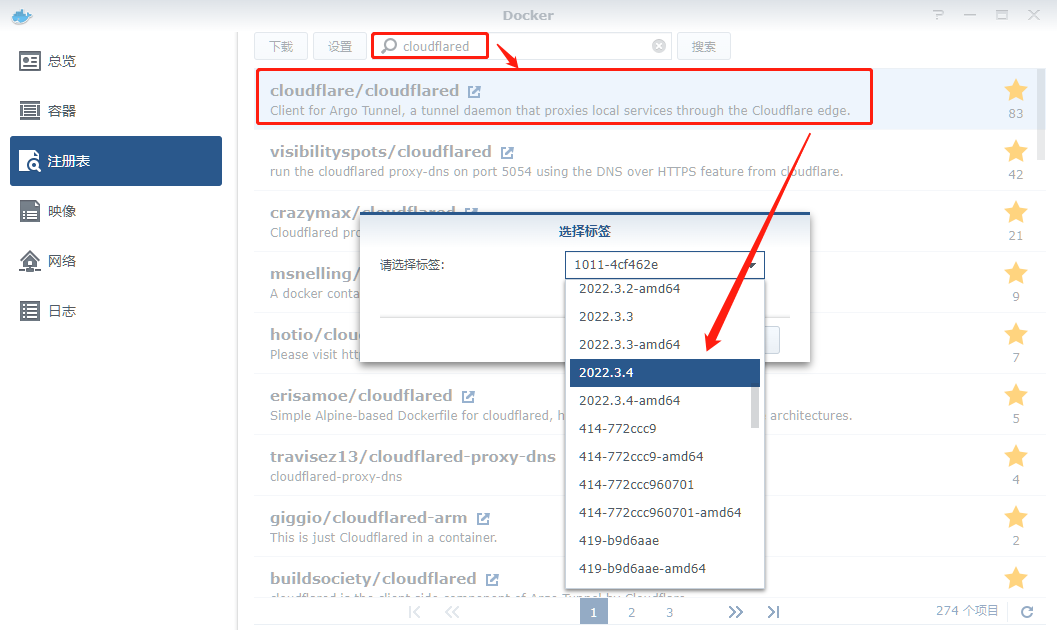 Docker
总览
容器
注册表
映像
网络
日志
下载
设置
cloudflared
搜索
cloudflare/cloudflared
Client for Argo Tunnel, a tunnel daemon that proxies local services through the Cloudflare edge.
83
visibilityspots/cloudflared
run the cloudflared proxy-dns on port 5054 using the DNS over HTTPS feature from cloudflare.
42
crazymax/cloudflared
Cloudflared pro
21
msnelling/
A docker conta
9
hotio/clou
Please visit htt
7
erisamoe/cloudflared
Simple Alpine-based Dockerfile for cloudflared, h
architectures.
5
travisez13/cloudflared-proxy-dns
cloudflared-proxy-dns
4
giggio/cloudflared-arm
This is just Cloudflared in a container.
2
buildsociety/cloudflared
cloudflared is the client-side component of Argo Tunnel by Cloudflare
选择标签
请选择标签:
1011-4cf462e
2022.3.2-amd64
2022.3.3
2022.3.3-amd64
2022.3.4
2022.3.4-amd64
414-772ccc9
414-772ccc9-amd64
414-772ccc960701
414-772ccc960701-amd64
419-b9d6aae
419-b9d6aae-amd64
1
2
3
274 个项目